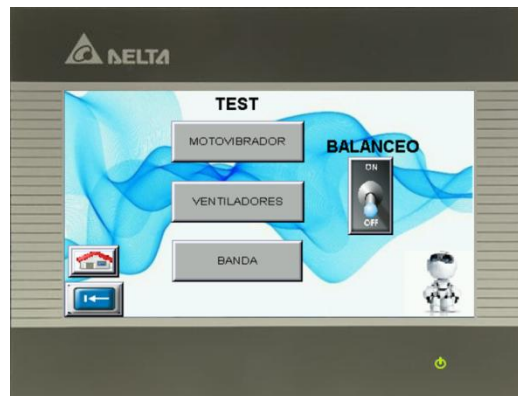 DELTA
TEST
MOTOVIBRADOR
BALANCEO
ON
VENTILADORES
OFF
BANDA